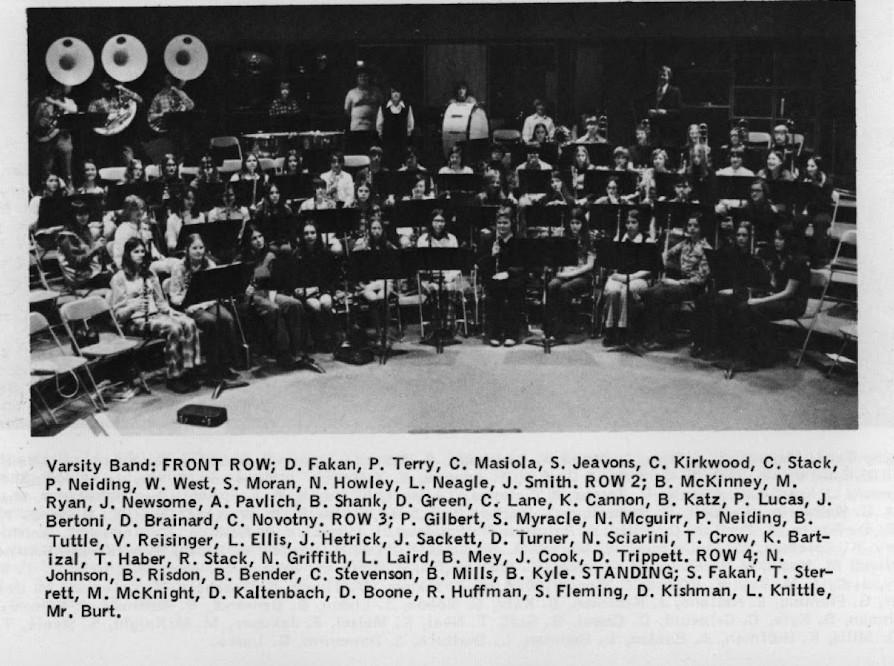 Varsity Band: FRONT ROW; D. Fakan, P. Terry, C. Masiola, S. Jeavons, C. Kirkwood, C. Stack,
P. Neiding, W. West, S. Moran, N. Howley, L. Neagle, J. Smith. ROW 2; B. McKinney, M.
Ryan, J. Newsome, A. Pavlich, B. Shank, D. Green, C. Lane, K. Cannon, B. Katz, P. Lucas, J.
Bertoni, D. Brainard, C. Novotny. ROW 3; P. Gilbert, S. Myracle, N. Mcguirr, P. Neiding, B.
Tuttle, V. Reisinger, L. Ellis, J. Hetrick, J. Sackett, D. Turner, N. Sciarini, T. Crow, K. Bart-
izal, T. Haber, R. Stack, N. Griffith, L. Laird, B. Mey, J. Cook, D. Trippett. ROW 4; N.
Johnson, B. Risdon, B. Bender, C. Stevenson, B. Mills, B. Kyle. STANDING; S. Fakan, T. Ster-
rett, M. McKnight, D. Kaltenbach, D. Boone, R. Huffman, S. Fleming, D. Kishman, L. Knittle,
Mr. Burt.